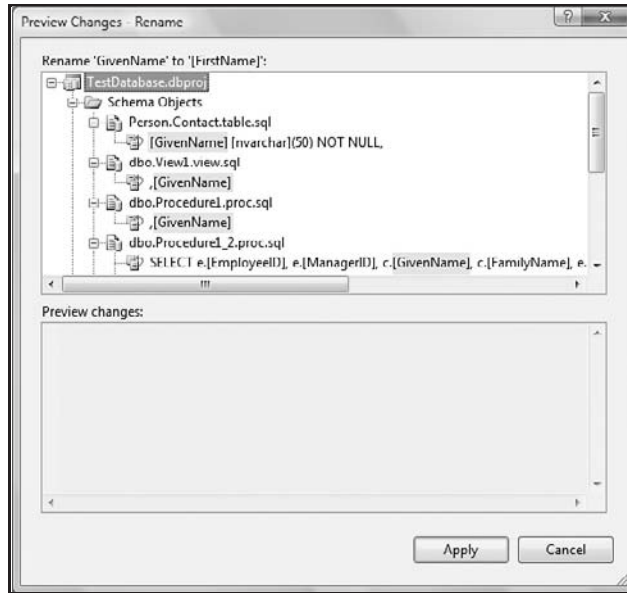 Preview Changes - Rename
Rename 'GivenName' to '[FirstName]':
TestDatabase.dbproj
Schema Objects
Person.Contact.table.sql
[GivenName] [nvarchar](50) NOT NULL,
dbo.View1.view.sql
,[GivenName]
dbo.Procedure1.proc.sql
,[GivenName]
dbo.Procedure1_2.proc.sql
SELECT e.[EmployeeID], e.[ManagerID], c.[GivenName], c.[FamilyName], e.
Preview changes:
Apply Cancel